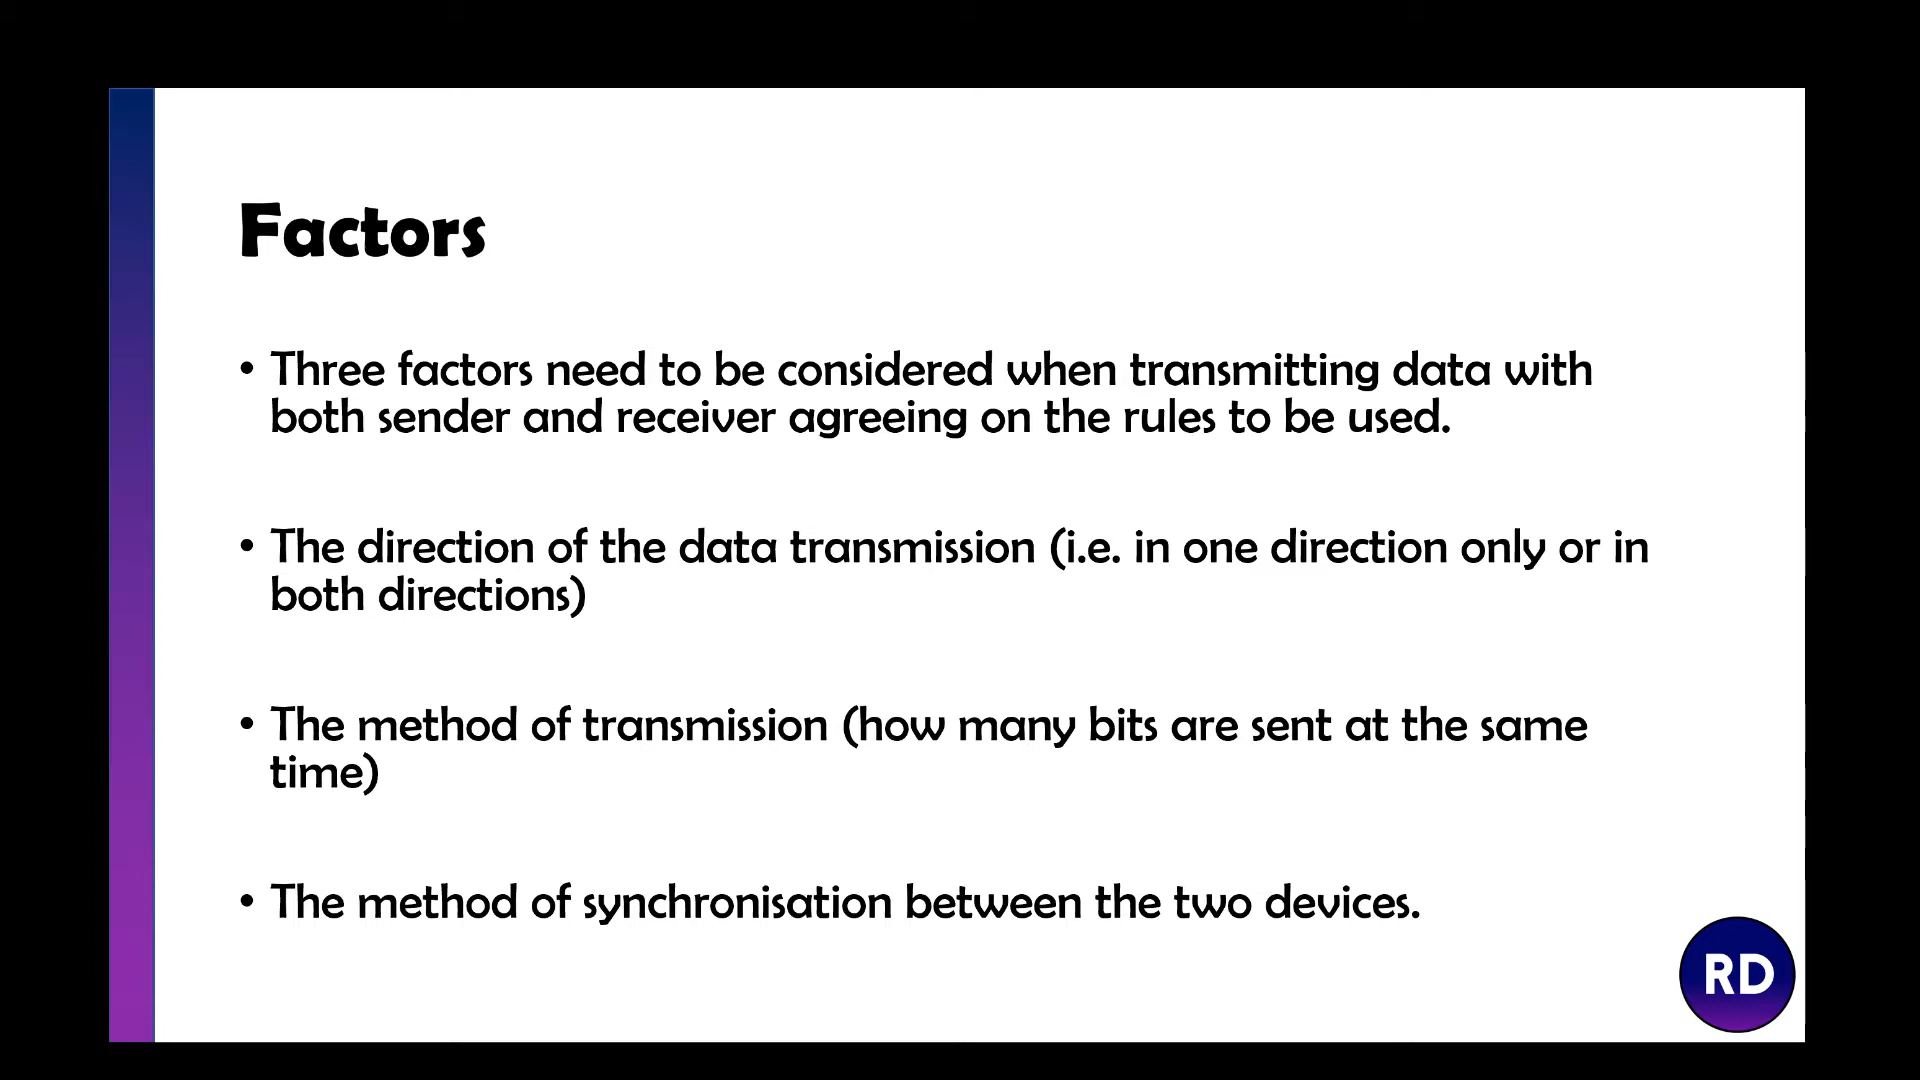 Factors
• Three factors need to be considered when transmitting data with
both sender and receiver agreeing on the rules to be used.
• The direction of the data transmission (i.e. in one direction only or in
both directions)
• The method of transmission (how many bits are sent at the same
time)
• The method of synchronisation between the two devices.
RD